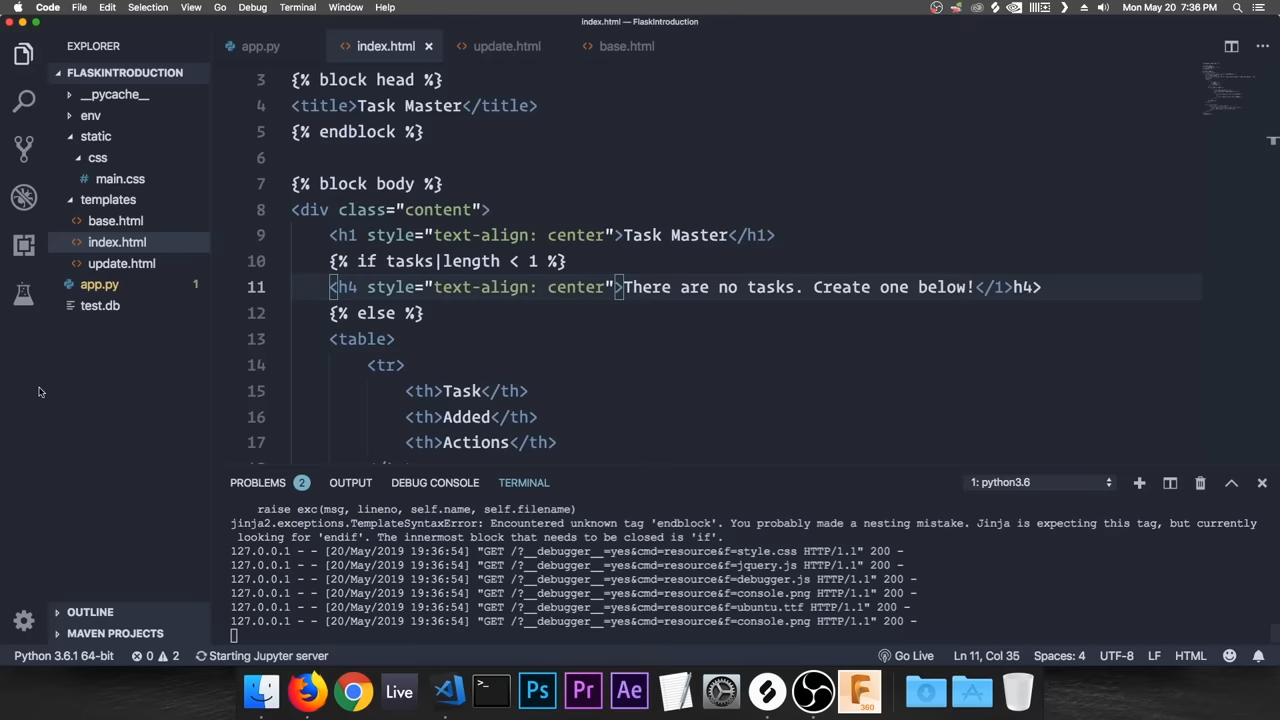 Code File Edit Selection View Go Debug Terminal Window Help Mon May 20 7:36 PM
index.html — FlaskIntroduction
EXPLORER
FLASKINTRODUCTION
__pycache__
env
static
css
# main.css
templates
<> base.html
<> index.html
<> update.html
app.py 1
test.db
OUTLINE
MAVEN PROJECTS
app.py <> index.html × <> update.html <> base.html
3 {% block head %}
4 <title>Task Master</title>
5 {% endblock %}
6
7 {% block body %}
8 <div class="content">
9 <h1 style="text-align: center">Task Master</h1>
10 {% if tasks|length < 1 %}
11 <h4 style="text-align: center">There are no tasks. Create one below!</1>h4>
12 {% else %}
13 <table>
14 <tr>
15 <th>Task</th>
16 <th>Added</th>
17 <th>Actions</th>
PROBLEMS 2 OUTPUT DEBUG CONSOLE TERMINAL 1: python3.6
raise exc(msg, lineno, self.name, self.filename)
jinja2.exceptions.TemplateSyntaxError: Encountered unknown tag 'endblock'. You probably made a nesting mistake. Jinja is expecting this tag, but currently
looking for 'endif'. The innermost block that needs to be closed is 'if'.
127.0.0.1 - - [20/May/2019 19:36:54] "GET /?__debugger__=yes&cmd=resource&f=style.css HTTP/1.1" 200 -
127.0.0.1 - - [20/May/2019 19:36:54] "GET /?__debugger__=yes&cmd=resource&f=jquery.js HTTP/1.1" 200 -
127.0.0.1 - - [20/May/2019 19:36:54] "GET /?__debugger__=yes&cmd=resource&f=debugger.js HTTP/1.1" 200 -
127.0.0.1 - - [20/May/2019 19:36:54] "GET /?__debugger__=yes&cmd=resource&f=console.png HTTP/1.1" 200 -
127.0.0.1 - - [20/May/2019 19:36:54] "GET /?__debugger__=yes&cmd=resource&f=ubuntu.ttf HTTP/1.1" 200 -
127.0.0.1 - - [20/May/2019 19:36:54] "GET /?__debugger__=yes&cmd=resource&f=console.png HTTP/1.1" 200 -
Python 3.6.1 64-bit 0 2 Starting Jupyter server Go Live Ln 11, Col 35 Spaces: 4 UTF-8 LF HTML
Live >_ Ps Pr Ae F 360